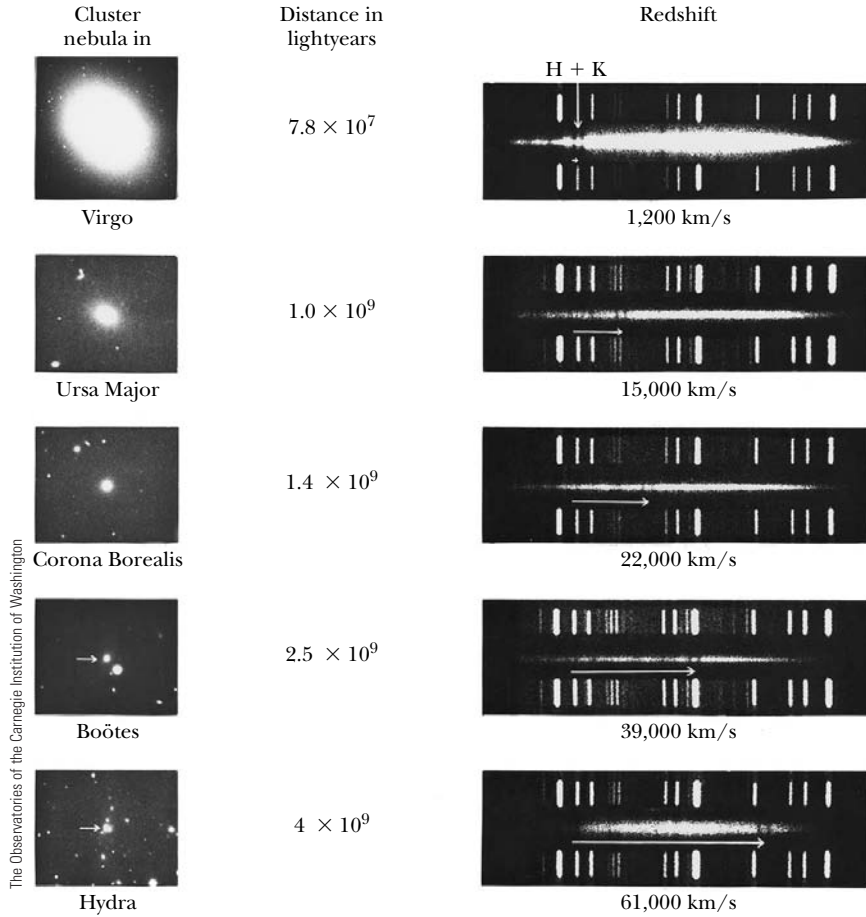 Cluster
nebula in
Distance in
lightyears
Redshift
H + K
7.8 × 10⁷
Virgo
1,200 km/s
1.0 × 10⁹
Ursa Major
15,000 km/s
1.4 × 10⁹
Corona Borealis
22,000 km/s
2.5 × 10⁹
Boötes
39,000 km/s
4 × 10⁹
Hydra
61,000 km/s
The Observatories of the Carnegie Institution of Washington